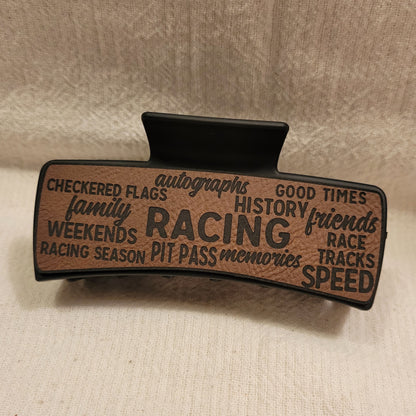 autographs
CHECKERED FLAGS
GOOD TIMES
family
HISTORY
friends
WEEKENDS
RACING
RACE
TRACKS
RACING SEASON
PIT PASS
memories
SPEED